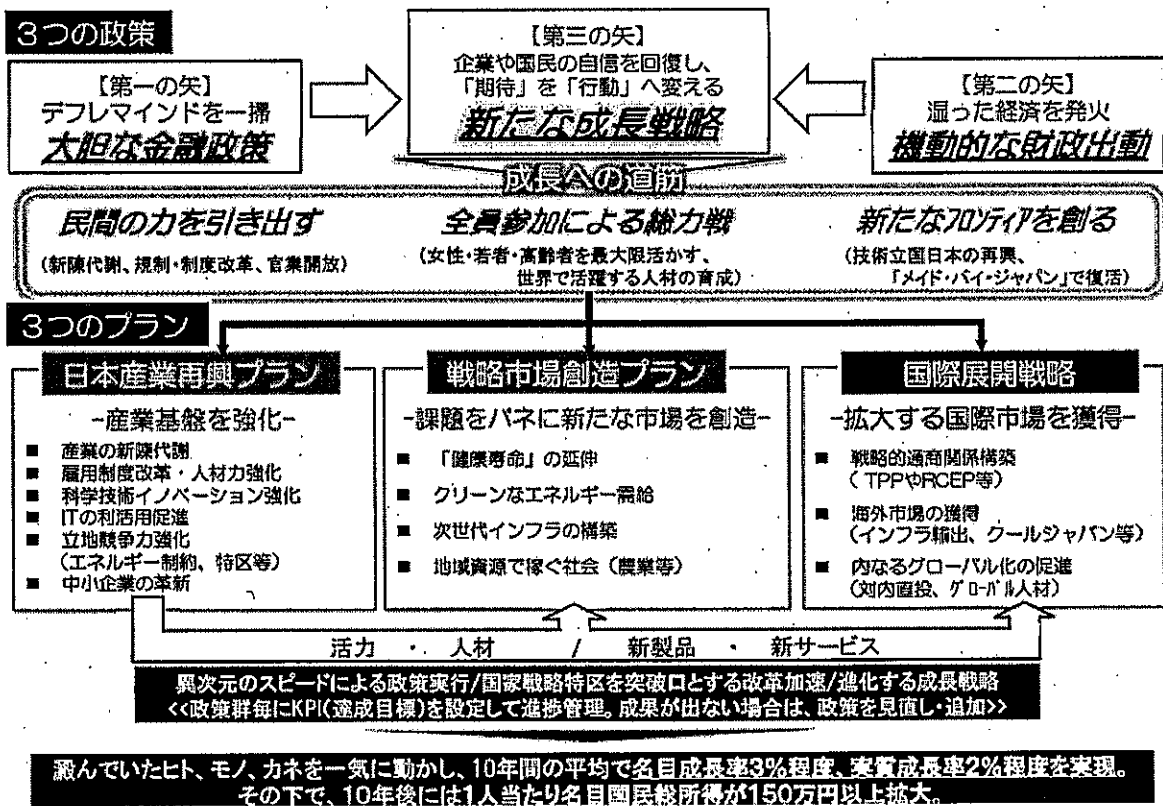 3つの政策
【第一の矢】
デフレマインドを一掃
大胆な金融政策
【第三の矢】
企業や国民の自信を回復し、
「期待」を「行動」へ変える
新たな成長戦略
【第二の矢】
湿った経済を発火
機動的な財政出動
成長への道筋
民間の力を引き出す
(新陳代謝、規制・制度改革、官業開放)
全員参加による総力戦
(女性・若者・高齢者を最大限活かす、
世界で活躍する人材の育成)
新たなフロンティアを創る
(技術立国日本の再興、
「メイド・バイ・ジャパン」で復活)
3つのプラン
日本産業再興プラン
-産業基盤を強化-
■ 産業の新陳代謝
■ 雇用制度改革・人材力強化
■ 科学技術イノベーション強化
■ ITの利活用促進
■ 立地競争力強化
(エネルギー制約、特区等)
■ 中小企業の革新
戦略市場創造プラン
-課題をバネに新たな市場を創造-
■ 『健康寿命』の延伸
■ クリーンなエネルギー需給
■ 次世代インフラの構築
■ 地域資源で稼ぐ社会(農業等)
国際展開戦略
-拡大する国際市場を獲得-
■ 戦略的通商関係構築
( TPPやRCEP等)
■ 海外市場の獲得
(インフラ輸出、クールジャパン等)
■ 内なるグローバル化の促進
(対内直投、グローバル人材)
活力 ・ 人材 / 新製品 ・ 新サービス
異次元のスピードによる政策実行/国家戦略特区を突破口とする改革加速/進化する成長戦略
<<政策群毎にKPI(達成目標)を設定して進捗管理。成果が出ない場合は、政策を見直し・追加>>
澱んでいたヒト、モノ、カネを一気に動かし、10年間の平均で名目成長率3%程度、実質成長率2%程度を実現。
その下で、10年後には1人当たり名目国民総所得が150万円以上拡大。